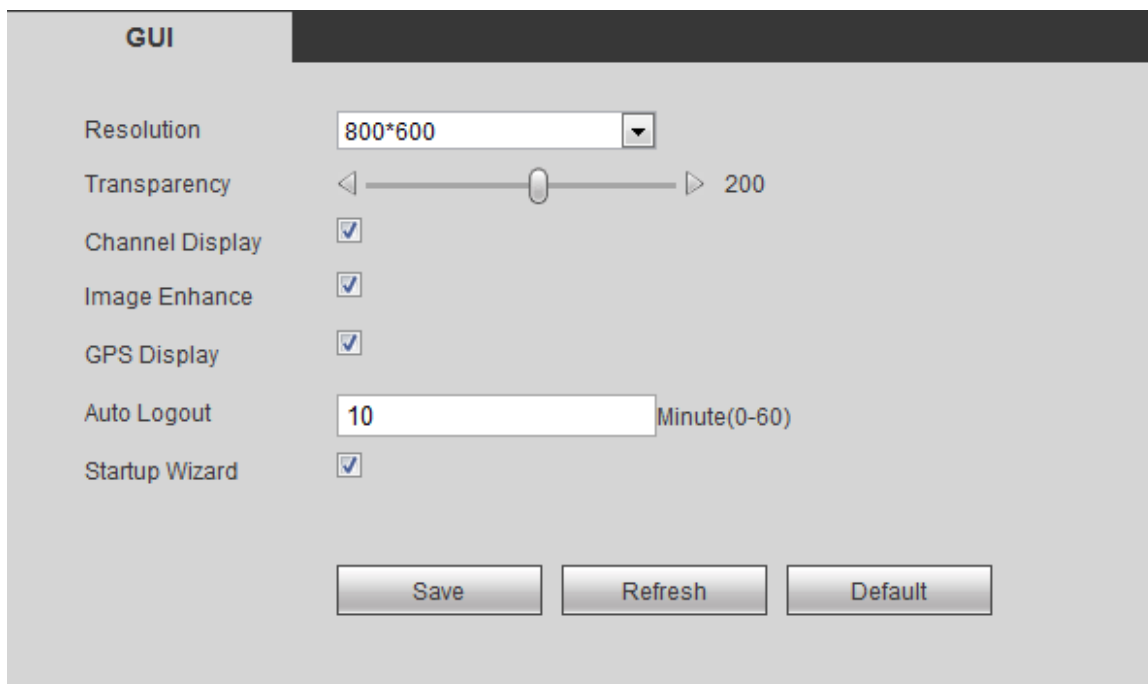 GUI
Resolution 800*600
Transparency 200
Channel Display
Image Enhance
GPS Display
Auto Logout 10 Minute(0-60)
Startup Wizard
Save Refresh Default